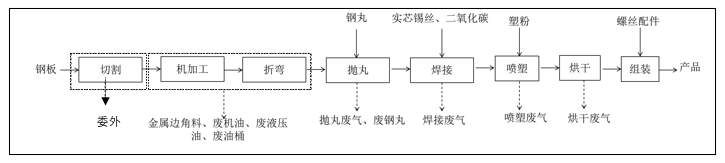 钢丸
实芯锡丝、二氧化碳
塑粉
螺丝配件
钢板
切割
机加工
折弯
抛丸
焊接
喷塑
烘干
组装
产品
委外
金属边角料、废机油、废液压
油、废油桶
抛丸废气、废钢丸
焊接废气
喷塑废气
烘干废气